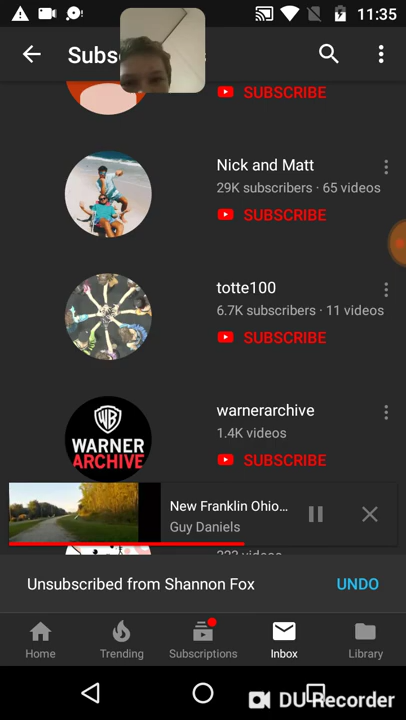 11:35
Subs
SUBSCRIBE
Nick and Matt
29K subscribers · 65 videos
SUBSCRIBE
totte100
6.7K subscribers · 11 videos
SUBSCRIBE
WB
WARNER
ARCHIVE
warnerarchive
1.4K videos
SUBSCRIBE
New Franklin Ohio...
Guy Daniels
videos
Unsubscribed from Shannon Fox
UNDO
Home
Trending
Subscriptions
Inbox
Library
DU Recorder